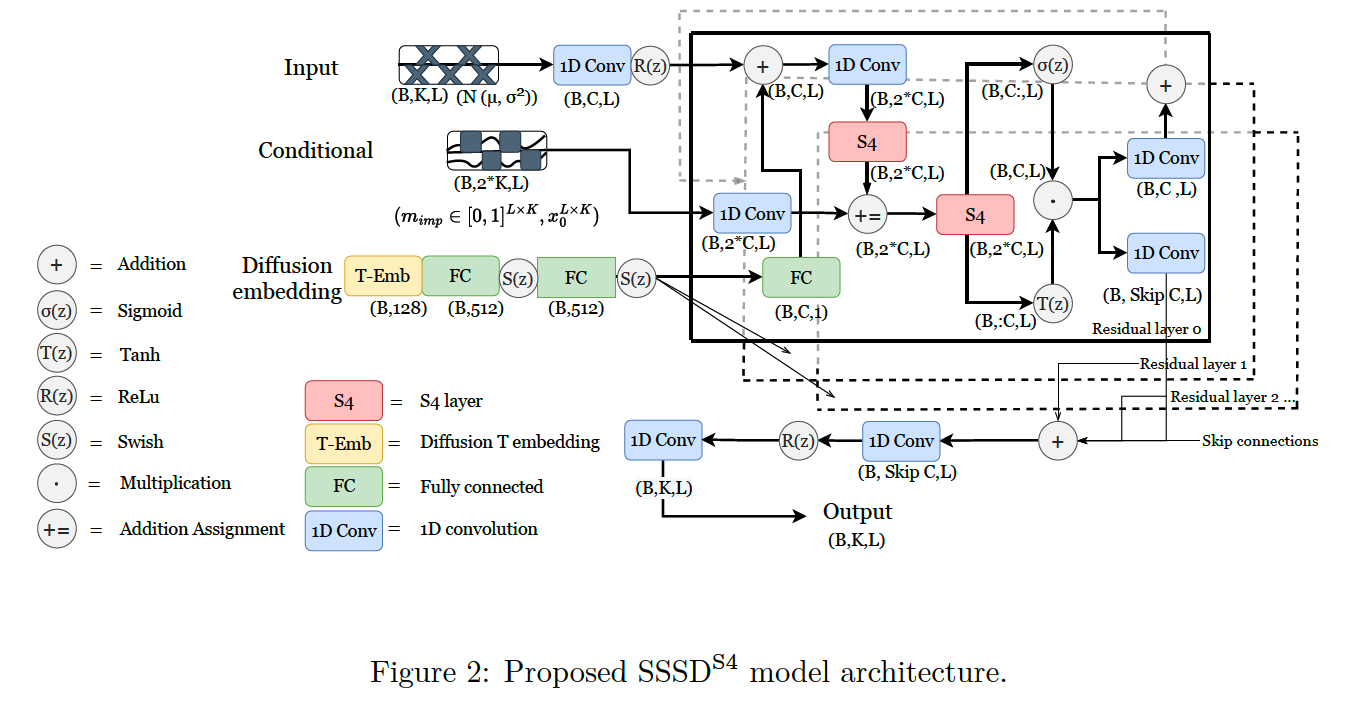 Input
(B,K,L) (N (μ, σ²))
1D Conv
R(z)
(B,C,L)
+
(B,C,L)
1D Conv
(B,2*C,L)
S4
(B,2*C,L)
σ(z)
(B,C:,L)
+
Conditional
(B,2*K,L)
(m_{imp} ∈ [0, 1]^{L×K}, x_0^{L×K})
1D Conv
(B,2*C,L)
+=
(B,2*C,L)
S4
(B,2*C,L)
(B,C,L)
·
1D Conv
(B,C ,L)
1D Conv
(B, Skip C,L)
T(z)
(B,:C,L)
Diffusion
embedding
T-Emb
(B,128)
FC
(B,512)
S(z)
FC
(B,512)
S(z)
FC
(B,C,1)
Residual layer 0
Residual layer 1
Residual layer 2 ...
Skip connections
+
1D Conv
(B, Skip C,L)
R(z)
1D Conv
(B,K,L)
Output
(B,K,L)
+ = Addition
σ(z) = Sigmoid
T(z) = Tanh
R(z) = ReLu
S(z) = Swish
· = Multiplication
+= = Addition Assignment
S4 = S4 layer
T-Emb = Diffusion T embedding
FC = Fully connected
1D Conv = 1D convolution
Figure 2: Proposed SSSD^{S4} model architecture.